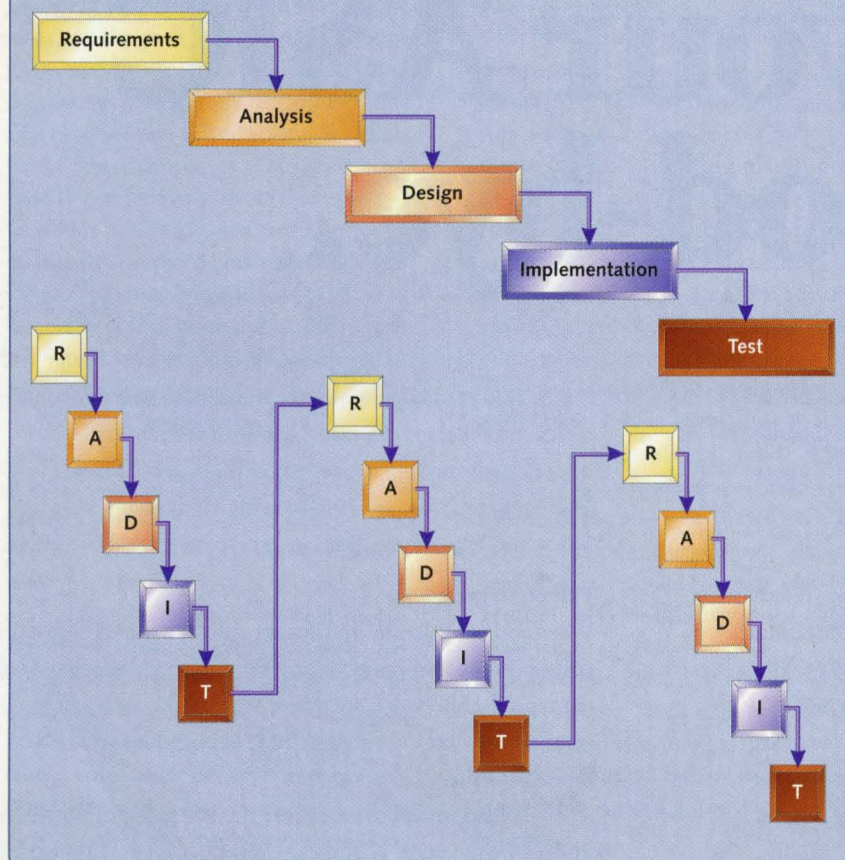 Requirements
Analysis
Design
Implementation
Test
R
A
D
I
T
R
A
D
I
T
R
A
D
I
T